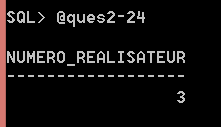 SQL> @ques2-24
NUMERO_REALISATEUR
------------------
3